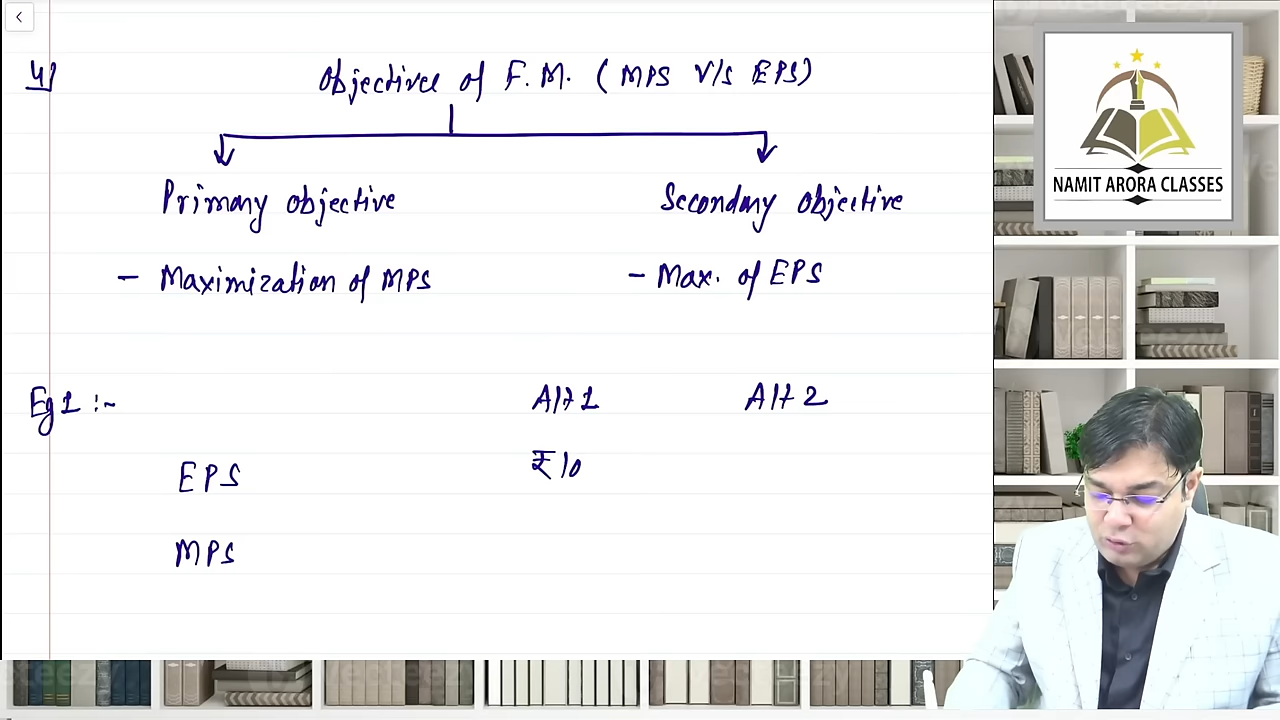 4)
Objectives of F.M. (MPS V/S EPS)
Primary objective
Secondary objective
- Maximization of MPS
- Max. of EPS
Eg 1 :-
Alt 1
Alt 2
EPS
₹10
MPS
NAMIT ARORA CLASSES